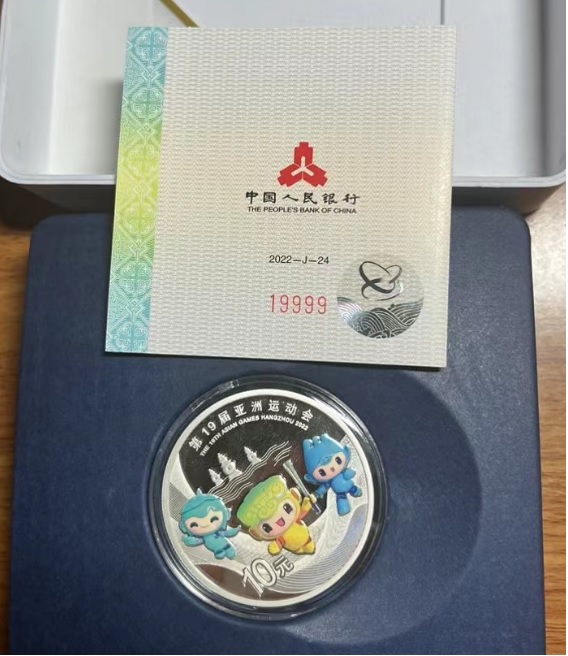 中国人民银行
THE PEOPLE'S BANK OF CHINA
2022-J-24
19999
第19届亚洲运动会
THE 19TH ASIAN GAMES HANGZHOU 2022
10元